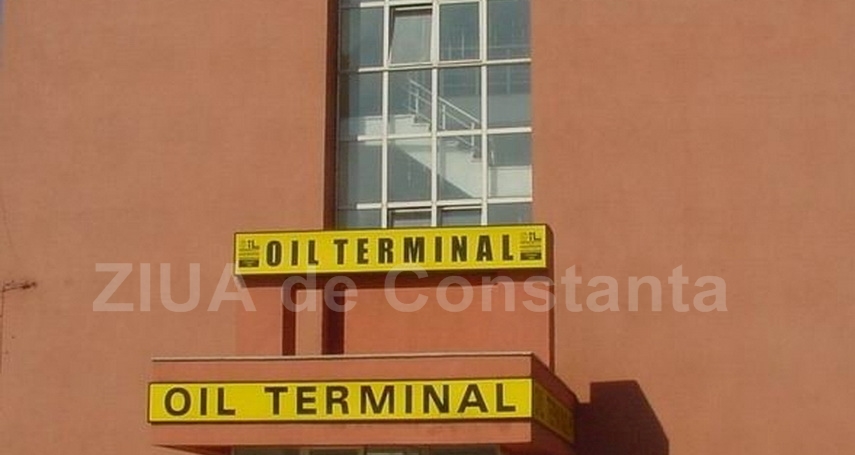 OIL TERMINAL
ZIUA de Constanta
OIL TERMINAL